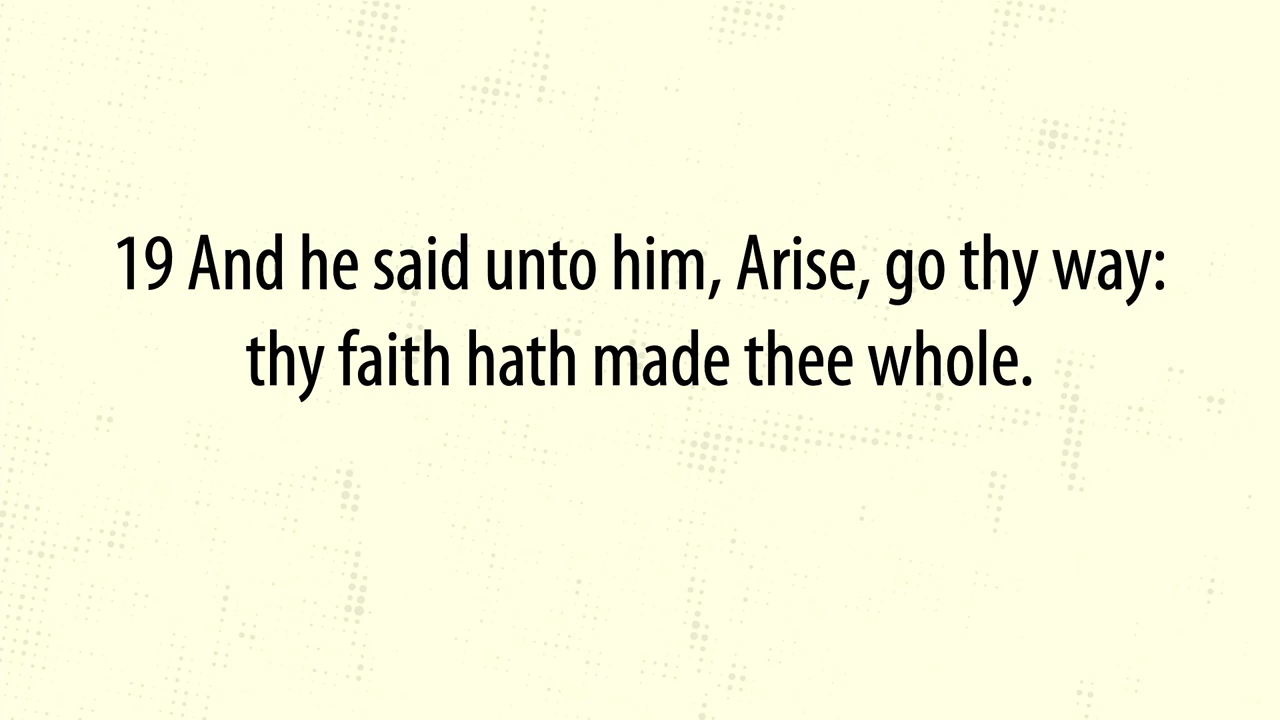 19 And he said unto him, Arise, go thy way:
thy faith hath made thee whole.